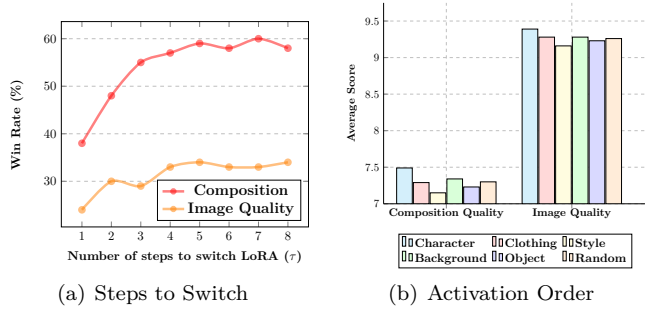 60
50
40
30
Win Rate (%)
Composition
Image Quality
1 2 3 4 5 6 7 8
Number of steps to switch LoRA (τ)
(a) Steps to Switch
9.5
9
8.5
8
7.5
7
Average Score
Composition Quality Image Quality
Character Clothing Style
Background Object Random
(b) Activation Order